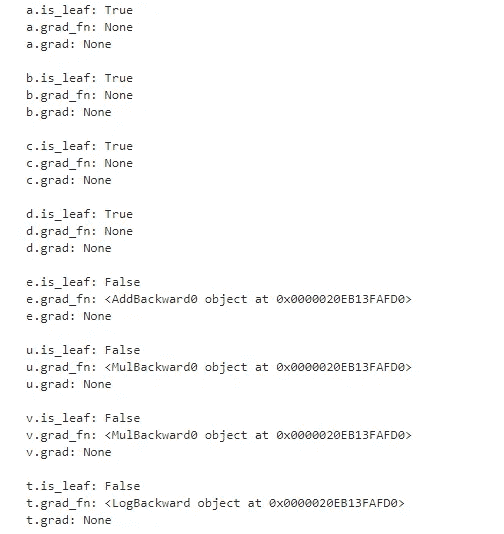 a.is_leaf: True
a.grad_fn: None
a.grad: None
b.is_leaf: True
b.grad_fn: None
b.grad: None
c.is_leaf: True
c.grad_fn: None
c.grad: None
d.is_leaf: True
d.grad_fn: None
d.grad: None
e.is_leaf: False
e.grad_fn: <AddBackward0 object at 0x0000020EB13FAFD0>
e.grad: None
u.is_leaf: False
u.grad_fn: <MulBackward0 object at 0x0000020EB13FAFD0>
u.grad: None
v.is_leaf: False
v.grad_fn: <MulBackward0 object at 0x0000020EB13FAFD0>
v.grad: None
t.is_leaf: False
t.grad_fn: <LogBackward object at 0x0000020EB13FAFD0>
t.grad: None